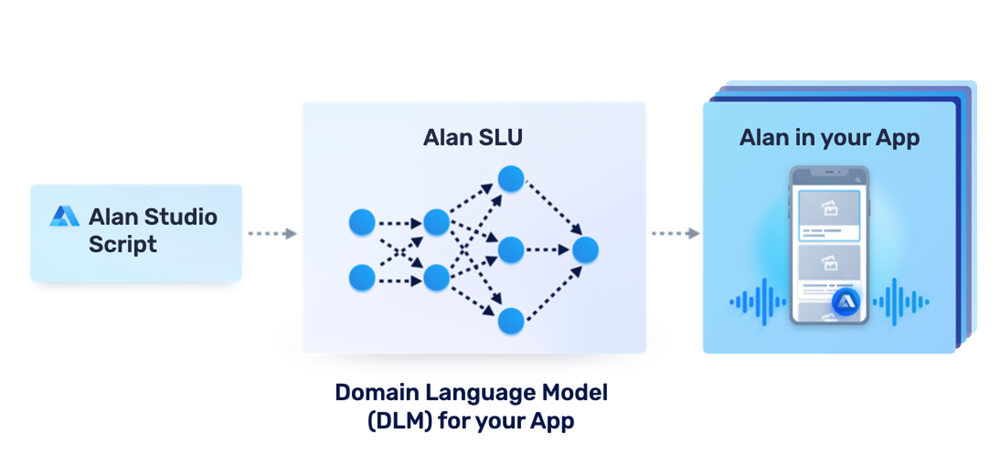 Alan Studio
Script
Alan SLU
Domain Language Model
(DLM) for your App
Alan in your App